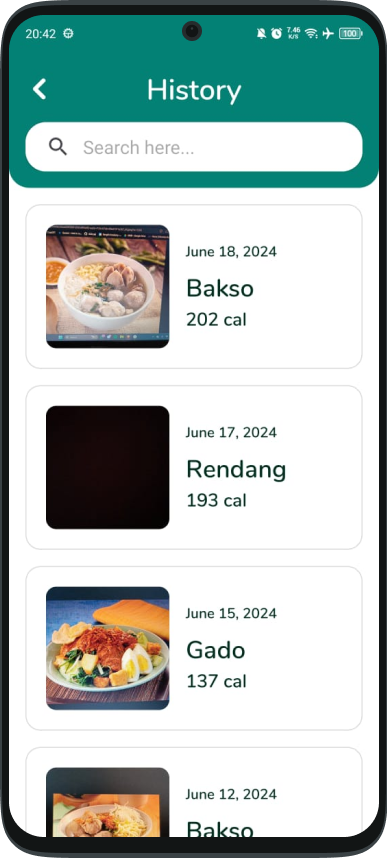 20:42
7.46
K/S
100
History
Search here...
June 18, 2024
Bakso
202 cal
June 17, 2024
Rendang
193 cal
June 15, 2024
Gado
137 cal
June 12, 2024
Bakso